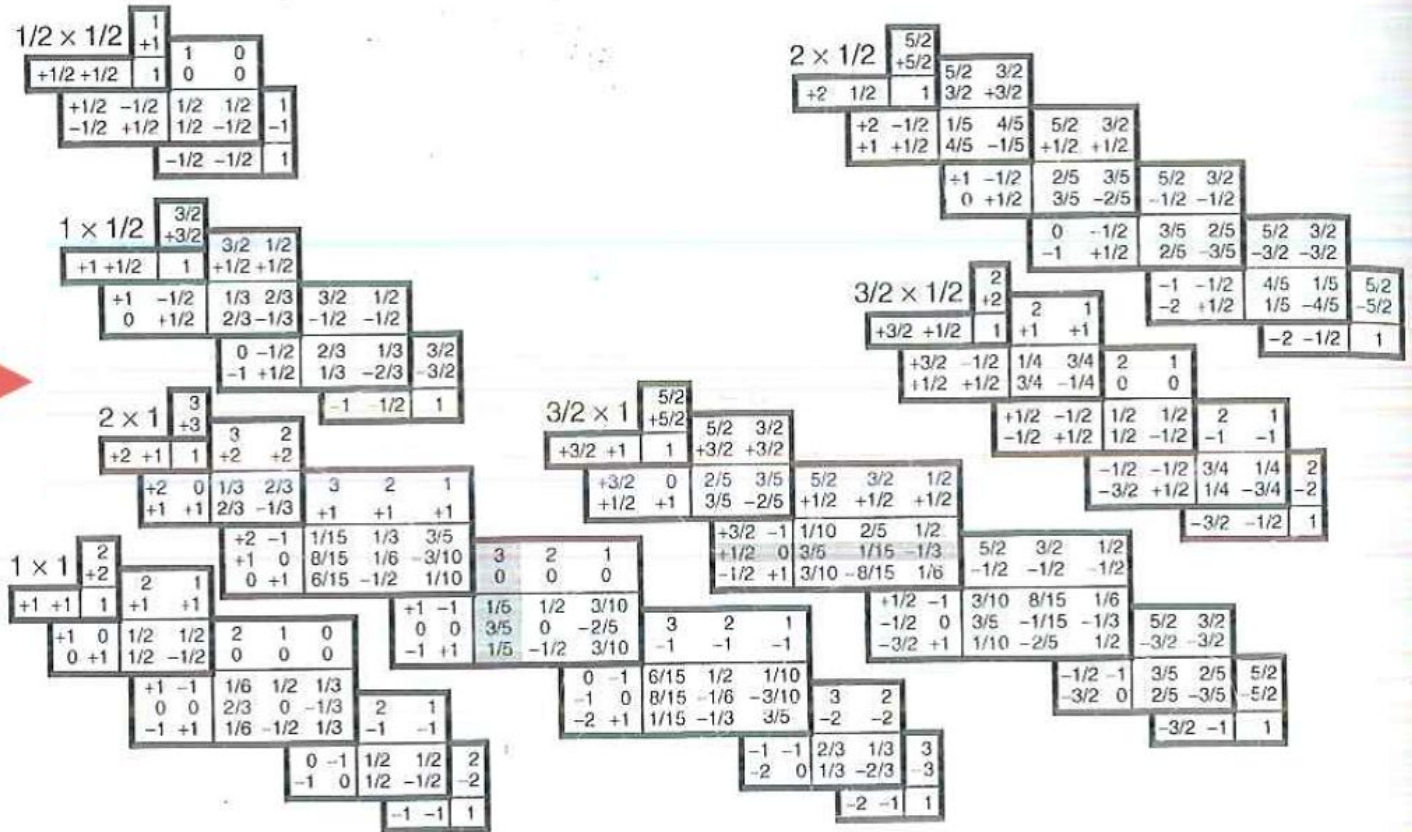 1/2 × 1/2
1
+1
1 0
0 0
+1/2 +1/2 1
+1/2 −1/2 1/2 1/2 1
−1/2 +1/2 1/2 −1/2 −1
−1/2 −1/2 1
1 × 1/2
3/2
+3/2
3/2 1/2
+1/2 +1/2
+1 +1/2 1
+1 −1/2 1/3 2/3 3/2 1/2
0 +1/2 2/3 −1/3 −1/2 −1/2
0 −1/2 2/3 1/3 3/2
−1 +1/2 1/3 −2/3 −3/2
−1 −1/2 1
2 × 1
3
+3
3 2
+2 +2
+2 +1 1
+2 0 1/3 2/3 3 2 1
+1 +1 2/3 −1/3 +1 +1 +1
+2 −1 1/15 1/3 3/5
+1 0 8/15 1/6 −3/10
0 +1 6/15 −1/2 1/10
3 2 1
0 0 0
+1 −1 1/5 1/2 3/10
0 0 3/5 0 −2/5
−1 +1 1/5 −1/2 3/10
3 2 1
−1 −1 −1
0 −1 6/15 1/2 1/10
−1 0 8/15 −1/6 −3/10
−2 +1 1/15 −1/3 3/5
3 2
−2 −2
−1 −1 2/3 1/3 3
−2 0 1/3 −2/3 −3
−2 −1 1
1 × 1
2
+2
2 1
+1 +1
+1 +1 1
+1 0 1/2 1/2 2 1 0
0 +1 1/2 −1/2 0 0 0
+1 −1 1/6 1/2 1/3
0 0 2/3 0 −1/3
−1 +1 1/6 −1/2 1/3
2 1
−1 −1
0 −1 1/2 1/2 2
−1 0 1/2 −1/2 −2
−1 −1 1
2 × 1/2
5/2
+5/2
5/2 3/2
3/2 +3/2
+2 1/2 1
+2 −1/2 1/5 4/5 5/2 3/2
+1 +1/2 4/5 −1/5 +1/2 +1/2
+1 −1/2 2/5 3/5 5/2 3/2
0 +1/2 3/5 −2/5 −1/2 −1/2
0 −1/2 3/5 2/5 5/2 3/2
−1 +1/2 2/5 −3/5 −3/2 −3/2
−1 −1/2 4/5 1/5 5/2
−2 +1/2 1/5 −4/5 −5/2
−2 −1/2 1
3/2 × 1/2
2
+2
2 1
+1 +1
+3/2 +1/2 1
+3/2 −1/2 1/4 3/4 2 1
+1/2 +1/2 3/4 −1/4 0 0
+1/2 −1/2 1/2 1/2 2 1
−1/2 +1/2 1/2 −1/2 −1 −1
−1/2 −1/2 3/4 1/4 2
−3/2 +1/2 1/4 −3/4 −2
−3/2 −1/2 1
3/2 × 1
5/2
+5/2
5/2 3/2
+3/2 +3/2
+3/2 +1 1
+3/2 0 2/5 3/5 5/2 3/2 1/2
+1/2 +1 3/5 −2/5 +1/2 +1/2 +1/2
+3/2 −1 1/10 2/5 1/2
+1/2 0 3/5 1/15 −1/3
−1/2 +1 3/10 −8/15 1/6
5/2 3/2 1/2
−1/2 −1/2 −1/2
+1/2 −1 3/10 8/15 1/6
−1/2 0 3/5 −1/15 −1/3
−3/2 +1 1/10 −2/5 1/2
5/2 3/2
−3/2 −3/2
−1/2 −1 3/5 2/5 5/2
−3/2 0 2/5 −3/5 −5/2
−3/2 −1 1